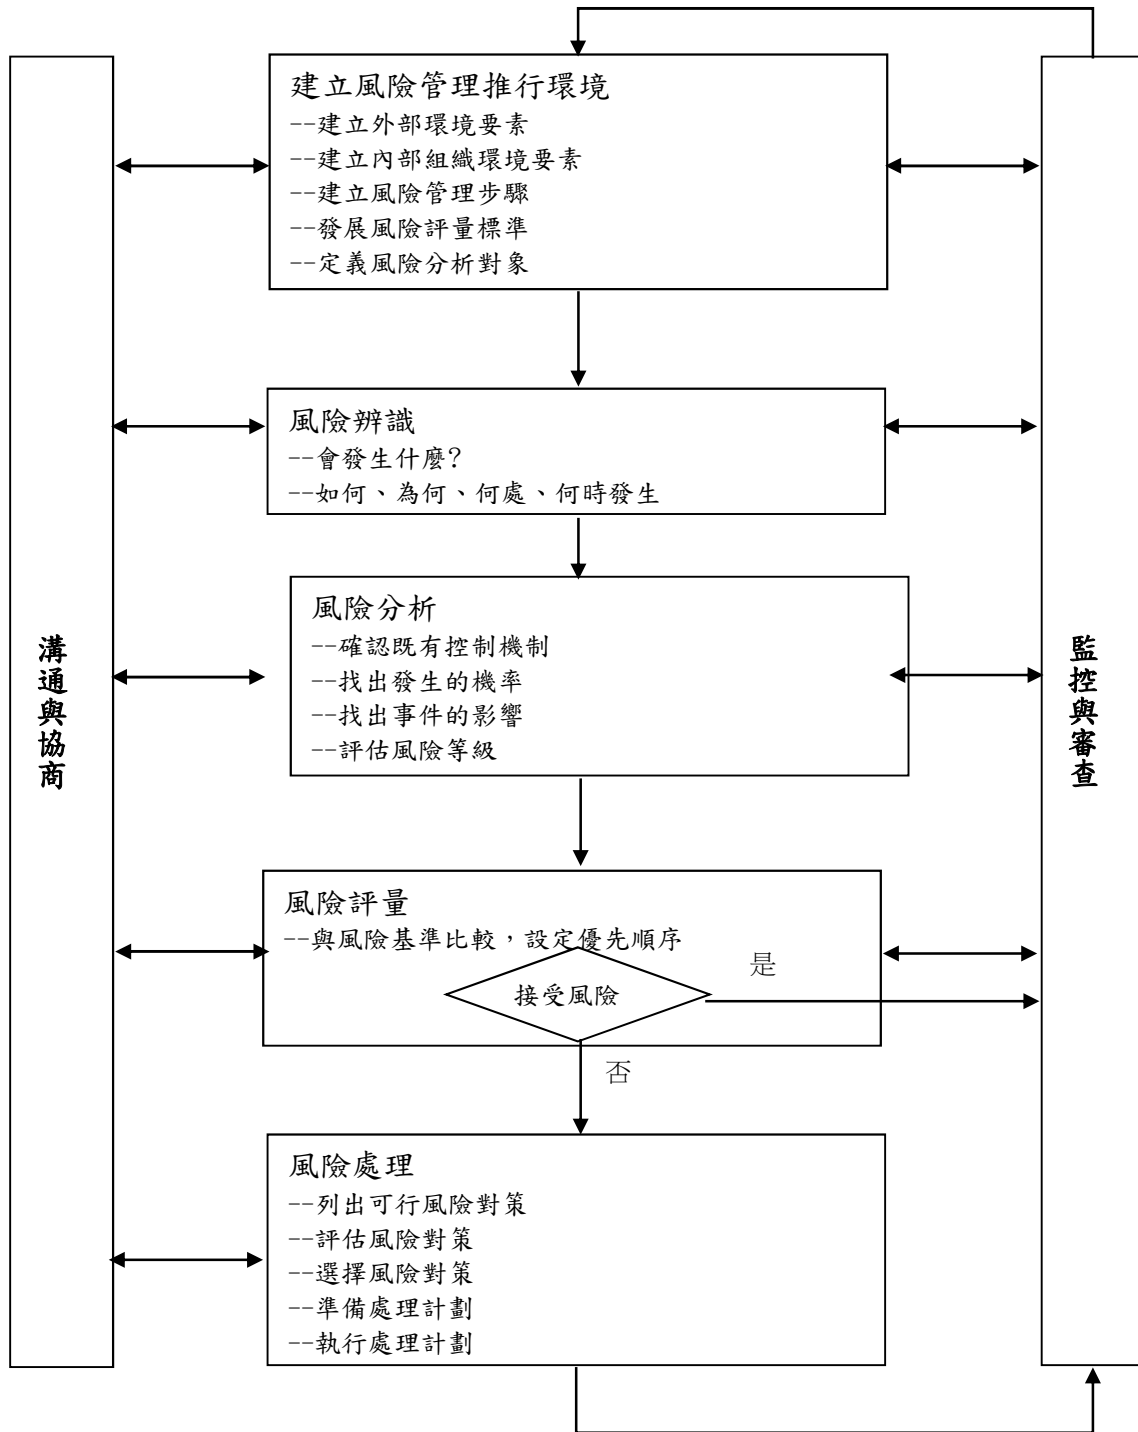 建立風險管理推行環境
--建立外部環境要素
--建立內部組織環境要素
--建立風險管理步驟
--發展風險評量標準
--定義風險分析對象
風險辨識
--會發生什麼?
--如何、為何、何處、何時發生
風險分析
--確認既有控制機制
--找出發生的機率
--找出事件的影響
--評估風險等級
溝通與協商
監控與審查
風險評量
--與風險基準比較，設定優先順序
是
接受風險
否
風險處理
--列出可行風險對策
--評估風險對策
--選擇風險對策
--準備處理計劃
--執行處理計劃